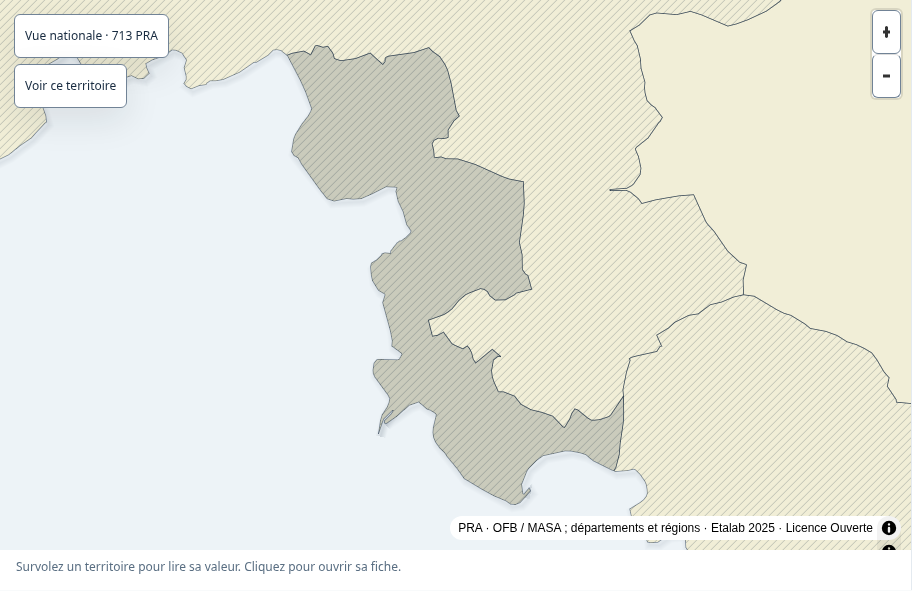 Vue nationale · 713 PRA
Voir ce territoire
+
-
PRA · OFB / MASA ; départements et régions · Etalab 2025 · Licence Ouverte
Survolez un territoire pour lire sa valeur. Cliquez pour ouvrir sa fiche.